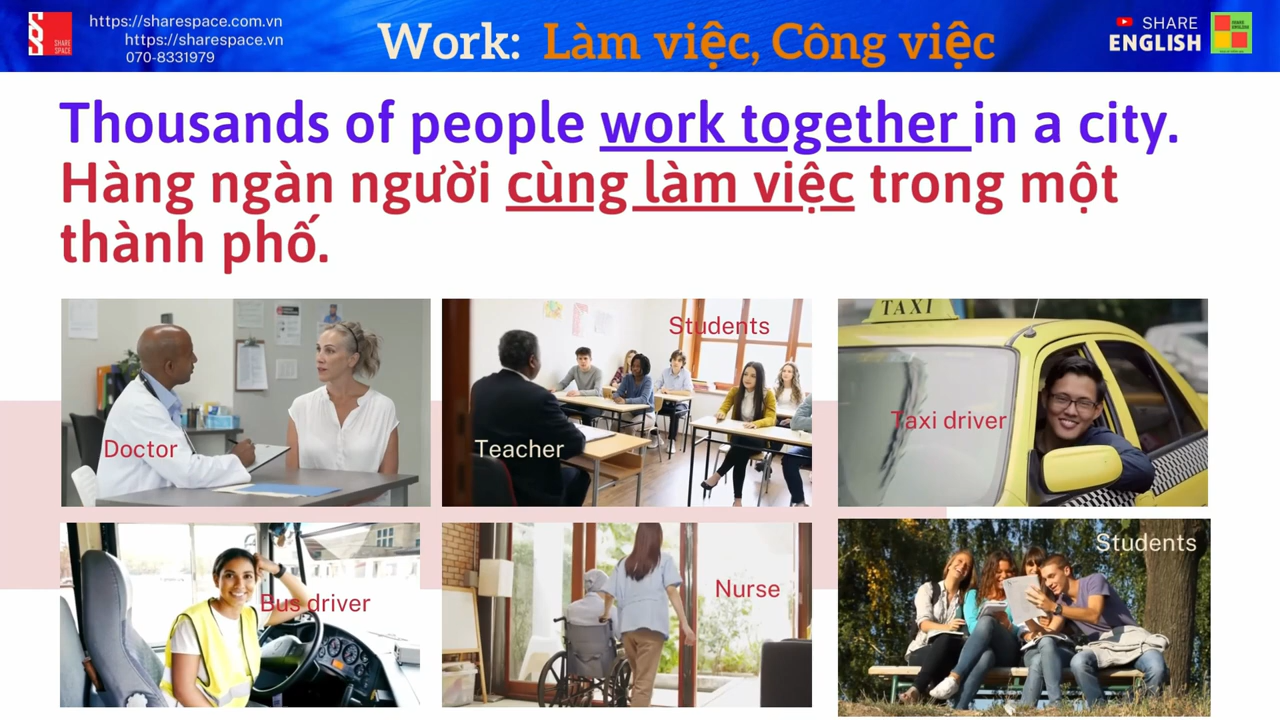 https://sharespace.com.vn
https://sharespace.vn
070-8331979
SHARE
SPACE
Work: Làm việc, Công việc
SHARE
ENGLISH
Thousands of people work together in a city.
Hàng ngàn người cùng làm việc trong một
thành phố.
Doctor
Students
Teacher
TAXI
Taxi driver
Bus driver
Nurse
Students